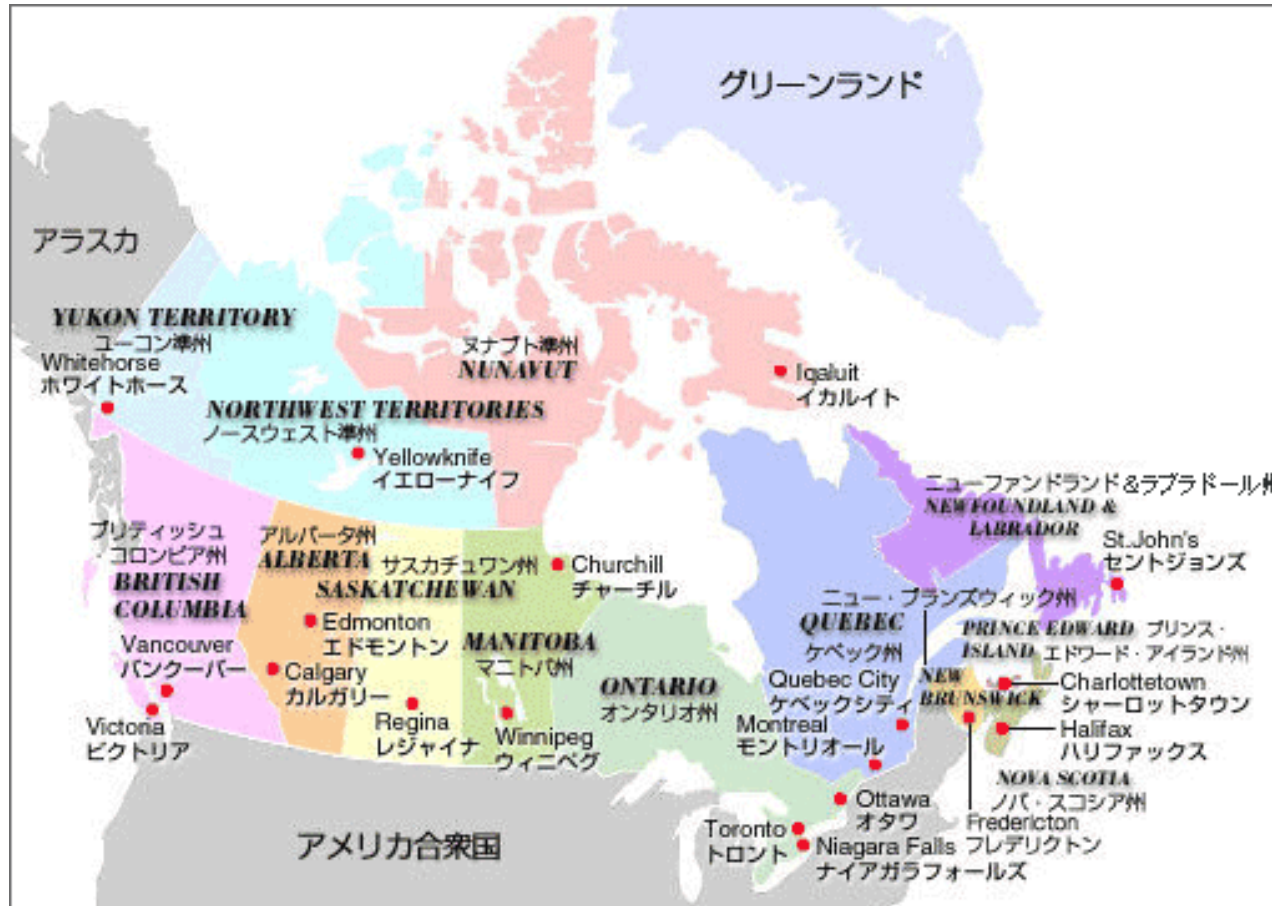 グリーンランド
アラスカ
YUKON TERRITORY
ユーコン準州
Whitehorse
ホワイトホース
ヌナブト準州
NUNAVUT
Iqaluit
イカルイト
NORTHWEST TERRITORIES
ノースウェスト準州
Yellowknife
イエローナイフ
ニューファンドランド&ラブラドール州
NEWFOUNDLAND &
LABRADOR
St.John's
セントジョンズ
ブリティッシュ
コロンビア州
BRITISH
COLUMBIA
アルバータ州
ALBERTA
サスカチュワン州
SASKATCHEWAN
Churchill
チャーチル
Edmonton
エドモントン
MANITOBA
マニトバ州
ニュー・ブランズウィック州
QUEBEC
ケベック州
PRINCE EDWARD プリンス・
ISLAND エドワード・アイランド州
Vancouver
バンクーバー
Calgary
カルガリー
ONTARIO
オンタリオ州
Quebec City
ケベックシティ
NEW
BRUNSWICK
Charlottetown
シャーロットタウン
Victoria
ビクトリア
Regina
レジャイナ
Winnipeg
ウィニペグ
Montreal
モントリオール
Halifax
ハリファックス
NOVA SCOTIA
ノバ・スコシア州
Ottawa
オタワ
Fredericton
フレデリクトン
Toronto
トロント
Niagara Falls
ナイアガラフォールズ
アメリカ合衆国